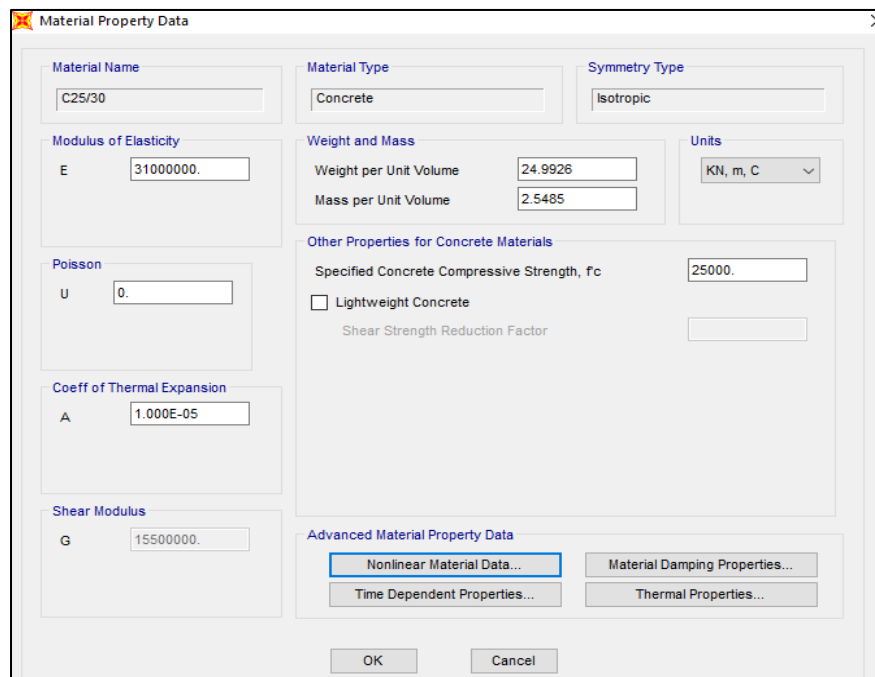 Material Property Data
Material Name
C25/30
Material Type
Concrete
Symmetry Type
Isotropic
Modulus of Elasticity
E 31000000.
Weight and Mass
Weight per Unit Volume 24.9926
Mass per Unit Volume 2.5485
Units
KN, m, C
Poisson
U 0.
Other Properties for Concrete Materials
Specified Concrete Compressive Strength, f'c 25000.
Lightweight Concrete
Shear Strength Reduction Factor
Coeff of Thermal Expansion
A 1.000E-05
Shear Modulus
G 15500000.
Advanced Material Property Data
Nonlinear Material Data... Material Damping Properties...
Time Dependent Properties... Thermal Properties...
OK Cancel